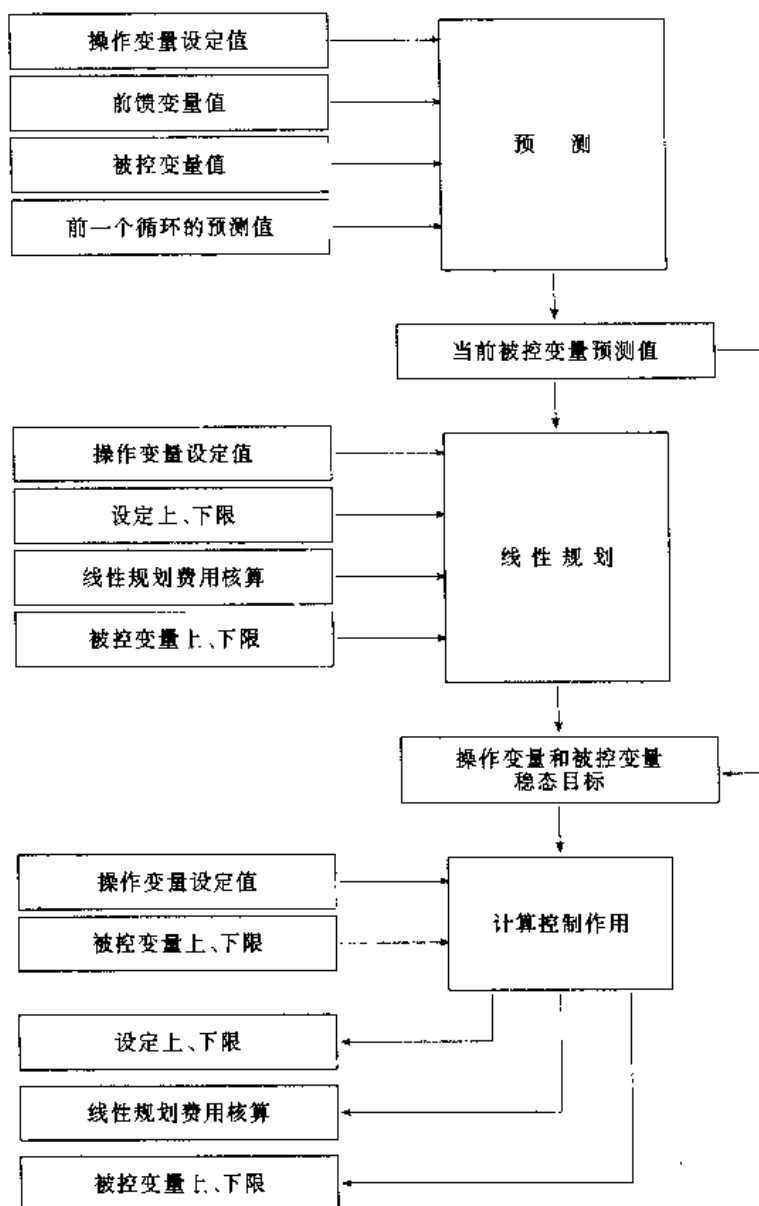 操作变量设定值
前馈变量值
被控变量值
前一个循环的预测值
预 测
当前被控变量预测值
操作变量设定值
设定上、下限
线性规划费用核算
被控变量上、下限
线性规划
操作变量和被控变量
稳态目标
操作变量设定值
被控变量上、下限
计算控制作用
设定上、下限
线性规划费用核算
被控变量上、下限